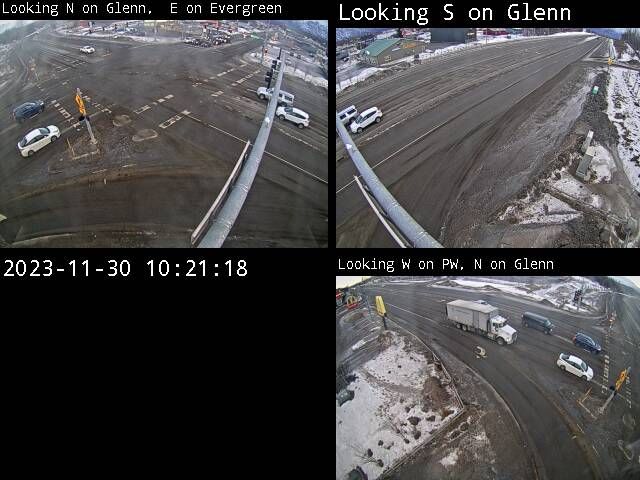 Looking N on Glenn,  E on Evergreen
Looking S on Glenn
2023-11-30 10:21:18
Looking W on PW, N on Glenn